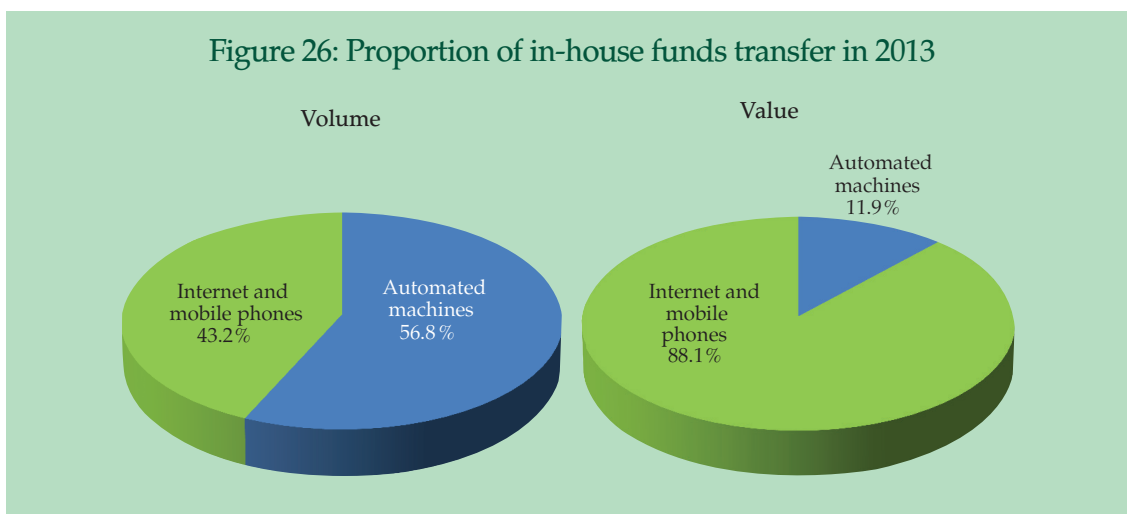 Figure 26: Proportion of in-house funds transfer in 2013
Volume
Internet and
mobile phones
43.2%
Automated
machines
56.8%
Value
Automated
machines
11.9%
Internet and
mobile
phones
88.1%